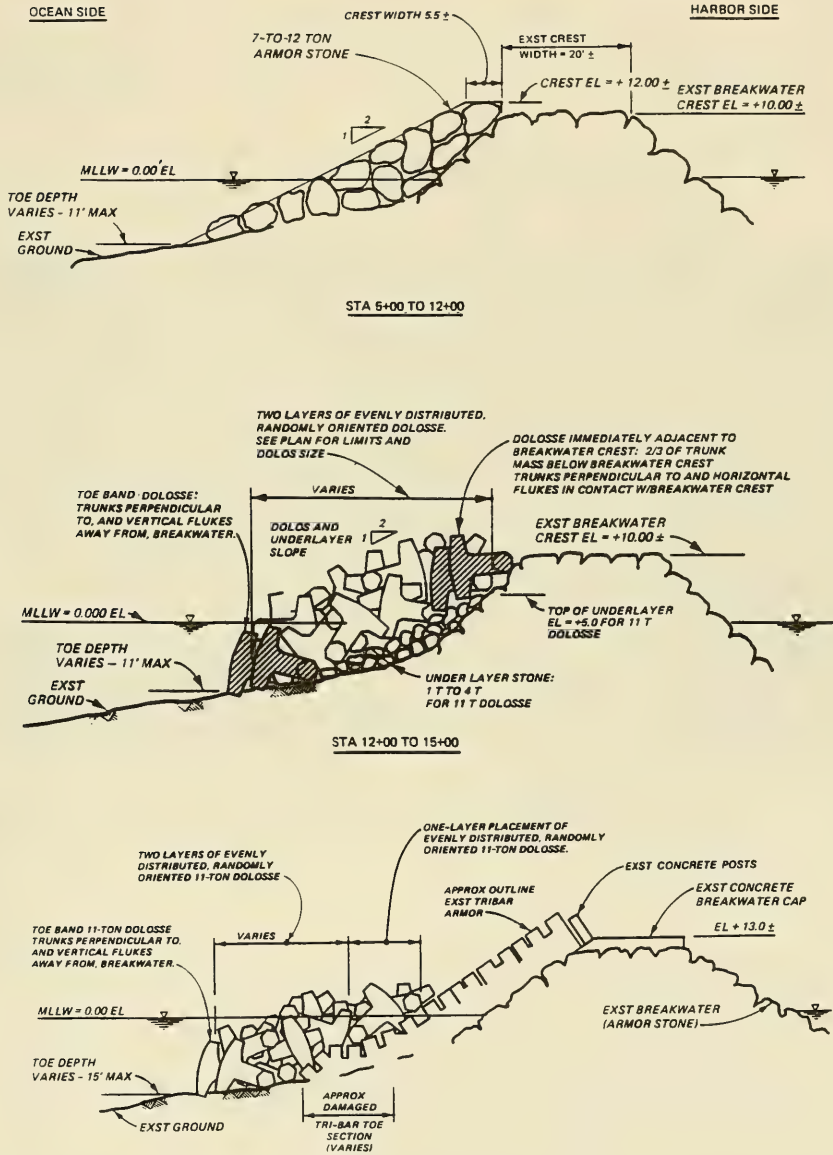 OCEAN SIDE
HARBOR SIDE
CREST WIDTH 5.5 ±
7-TO-12 TON
ARMOR STONE
EXST CREST
WIDTH = 20' ±
CREST EL = + 12.00 ±
EXST BREAKWATER
CREST EL = +10.00 ±
2
1
MLLW = 0.00' EL
TOE DEPTH
VARIES - 11' MAX
EXST
GROUND
STA 5+00 TO 12+00
TWO LAYERS OF EVENLY DISTRIBUTED,
RANDOMLY ORIENTED DOLOSSE.
SEE PLAN FOR LIMITS AND
DOLOS SIZE
DOLOSSE IMMEDIATELY ADJACENT TO
BREAKWATER CREST: 2/3 OF TRUNK
MASS BELOW BREAKWATER CREST
TRUNKS PERPENDICULAR TO AND HORIZONTAL
FLUKES IN CONTACT W/BREAKWATER CREST
TOE BAND DOLOSSE:
TRUNKS PERPENDICULAR
TO, AND VERTICAL FLUKES
AWAY FROM, BREAKWATER.
VARIES
DOLOS AND
UNDERLAYER
SLOPE
2
1
EXST BREAKWATER
CREST EL = +10.00 ±
MLLW = 0.000 EL
TOP OF UNDERLAYER
EL = +5.0 FOR 11 T
DOLOSSE
TOE DEPTH
VARIES - 11' MAX
EXST
GROUND
UNDER LAYER STONE:
1 T TO 4 T
FOR 11 T DOLOSSE
STA 12+00 TO 15+00
ONE-LAYER PLACEMENT OF
EVENLY DISTRIBUTED, RANDOMLY
ORIENTED 11-TON DOLOSSE.
TWO LAYERS OF EVENLY
DISTRIBUTED, RANDOMLY
ORIENTED 11-TON DOLOSSE
EXST CONCRETE POSTS
APPROX OUTLINE
EXST TRIBAR
ARMOR
EXST CONCRETE
BREAKWATER CAP
TOE BAND 11-TON DOLOSSE
TRUNKS PERPENDICULAR TO,
AND VERTICAL FLUKES
AWAY FROM, BREAKWATER.
VARIES
EL + 13.0 ±
MLLW = 0.00 EL
EXST BREAKWATER
(ARMOR STONE)
TOE DEPTH
VARIES - 15' MAX
EXST GROUND
APPROX
DAMAGED
TRI-BAR TOE
SECTION
(VARIES)